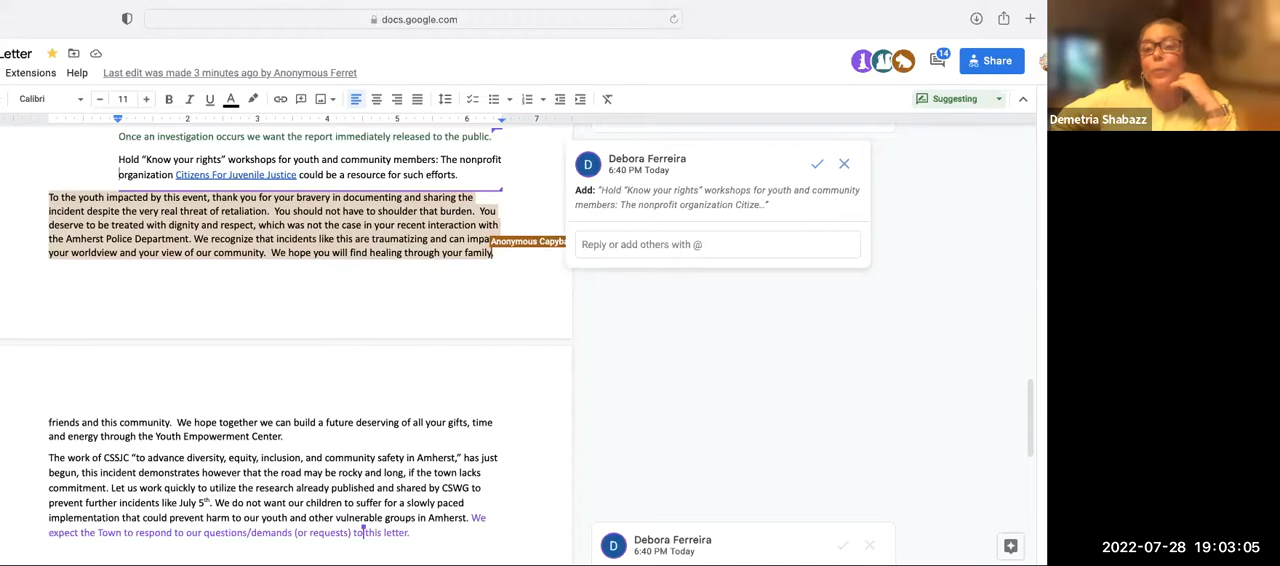 docs.google.com
Letter
Extensions Help Last edit was made 3 minutes ago by Anonymous Ferret
14
Share
Calibri
11
B I U A
Suggesting
2 3 4 5 6 7
Once an investigation occurs we want the report immediately released to the public.
Hold “Know your rights” workshops for youth and community members: The nonprofit
organization Citizens For Juvenile Justice could be a resource for such efforts.
To the youth impacted by this event, thank you for your bravery in documenting and sharing the
incident despite the very real threat of retaliation. You should not have to shoulder that burden. You
deserve to be treated with dignity and respect, which was not the case in your recent interaction with
the Amherst Police Department. We recognize that incidents like this are traumatizing and can impa
Anonymous Capyba
your worldview and your view of our community. We hope you will find healing through your family,
friends and this community. We hope together we can build a future deserving of all your gifts, time
and energy through the Youth Empowerment Center.
The work of CSSJC “to advance diversity, equity, inclusion, and community safety in Amherst,” has just
begun, this incident demonstrates however that the road may be rocky and long, if the town lacks
commitment. Let us work quickly to utilize the research already published and shared by CSWG to
prevent further incidents like July 5th. We do not want our children to suffer for a slowly paced
implementation that could prevent harm to our youth and other vulnerable groups in Amherst. We
expect the Town to respond to our questions/demands (or requests) to this letter.
D
Debora Ferreira
6:40 PM Today
Add: “Hold “Know your rights” workshops for youth and community
members: The nonprofit organization Citize…”
Reply or add others with @
D
Debora Ferreira
6:40 PM Today
Demetria Shabazz
2022-07-28 19:03:05